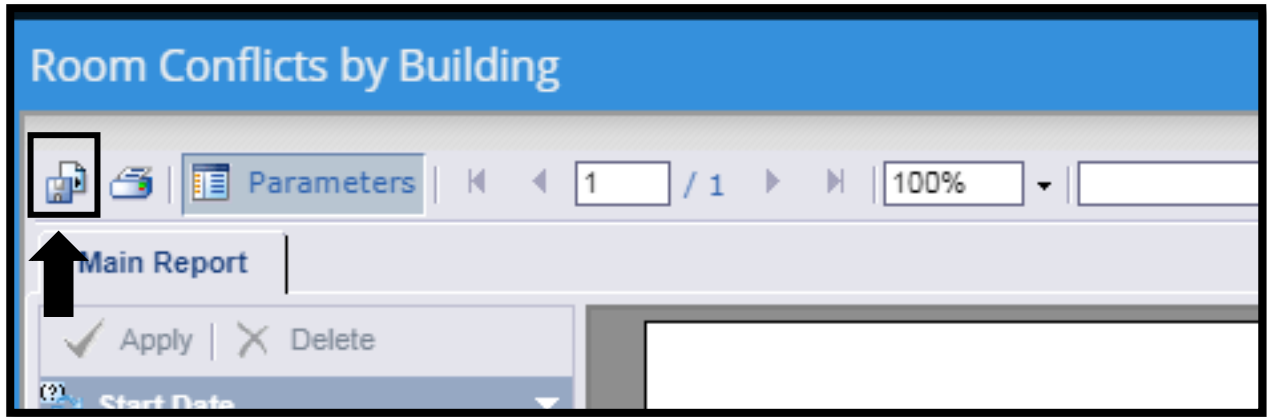 Room Conflicts by Building
Parameters 1 / 1 100%
Main Report
Apply Delete
(?) Start Date